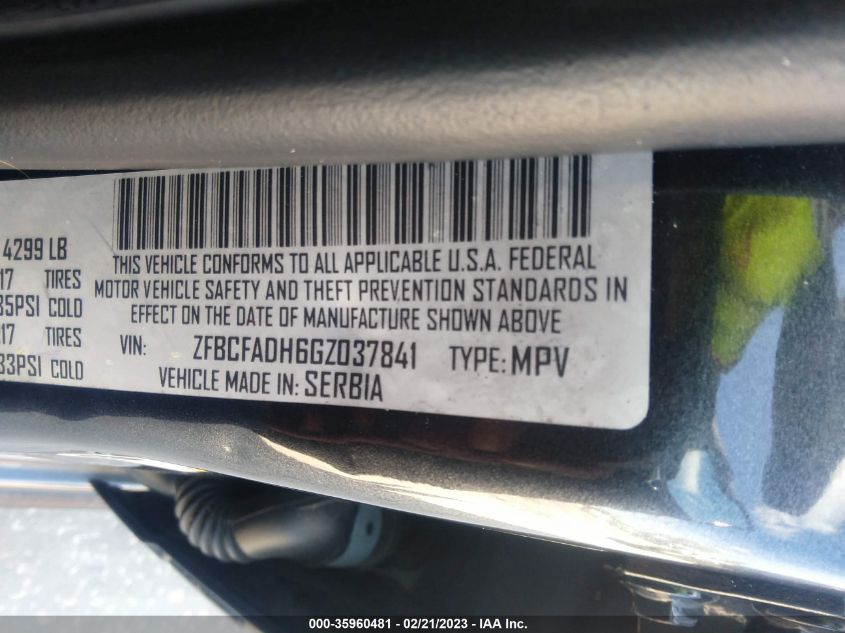 4299 LB
THIS VEHICLE CONFORMS TO ALL APPLICABLE U.S.A. FEDERAL
17 TIRES
MOTOR VEHICLE SAFETY AND THEFT PREVENTION STANDARDS IN
35PSI COLD
EFFECT ON THE DATE OF MANUFACTURE SHOWN ABOVE
17 TIRES
VIN: ZFBCFADH6GZ037841 TYPE: MPV
33PSI COLD
VEHICLE MADE IN: SERBIA
000-35960481 - 02/21/2023 - IAA Inc.